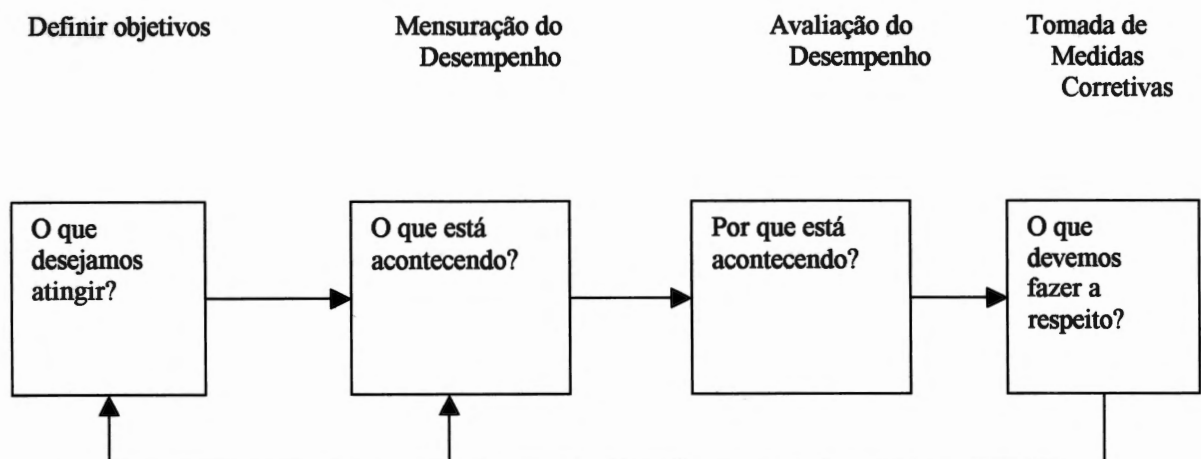 Definir objetivos
Mensuração do
Desempenho
Avaliação do
Desempenho
Tomada de
Medidas
Corretivas
O que
desejamos
atingir?
O que está
acontecendo?
Por que está
acontecendo?
O que
devemos
fazer a
respeito?